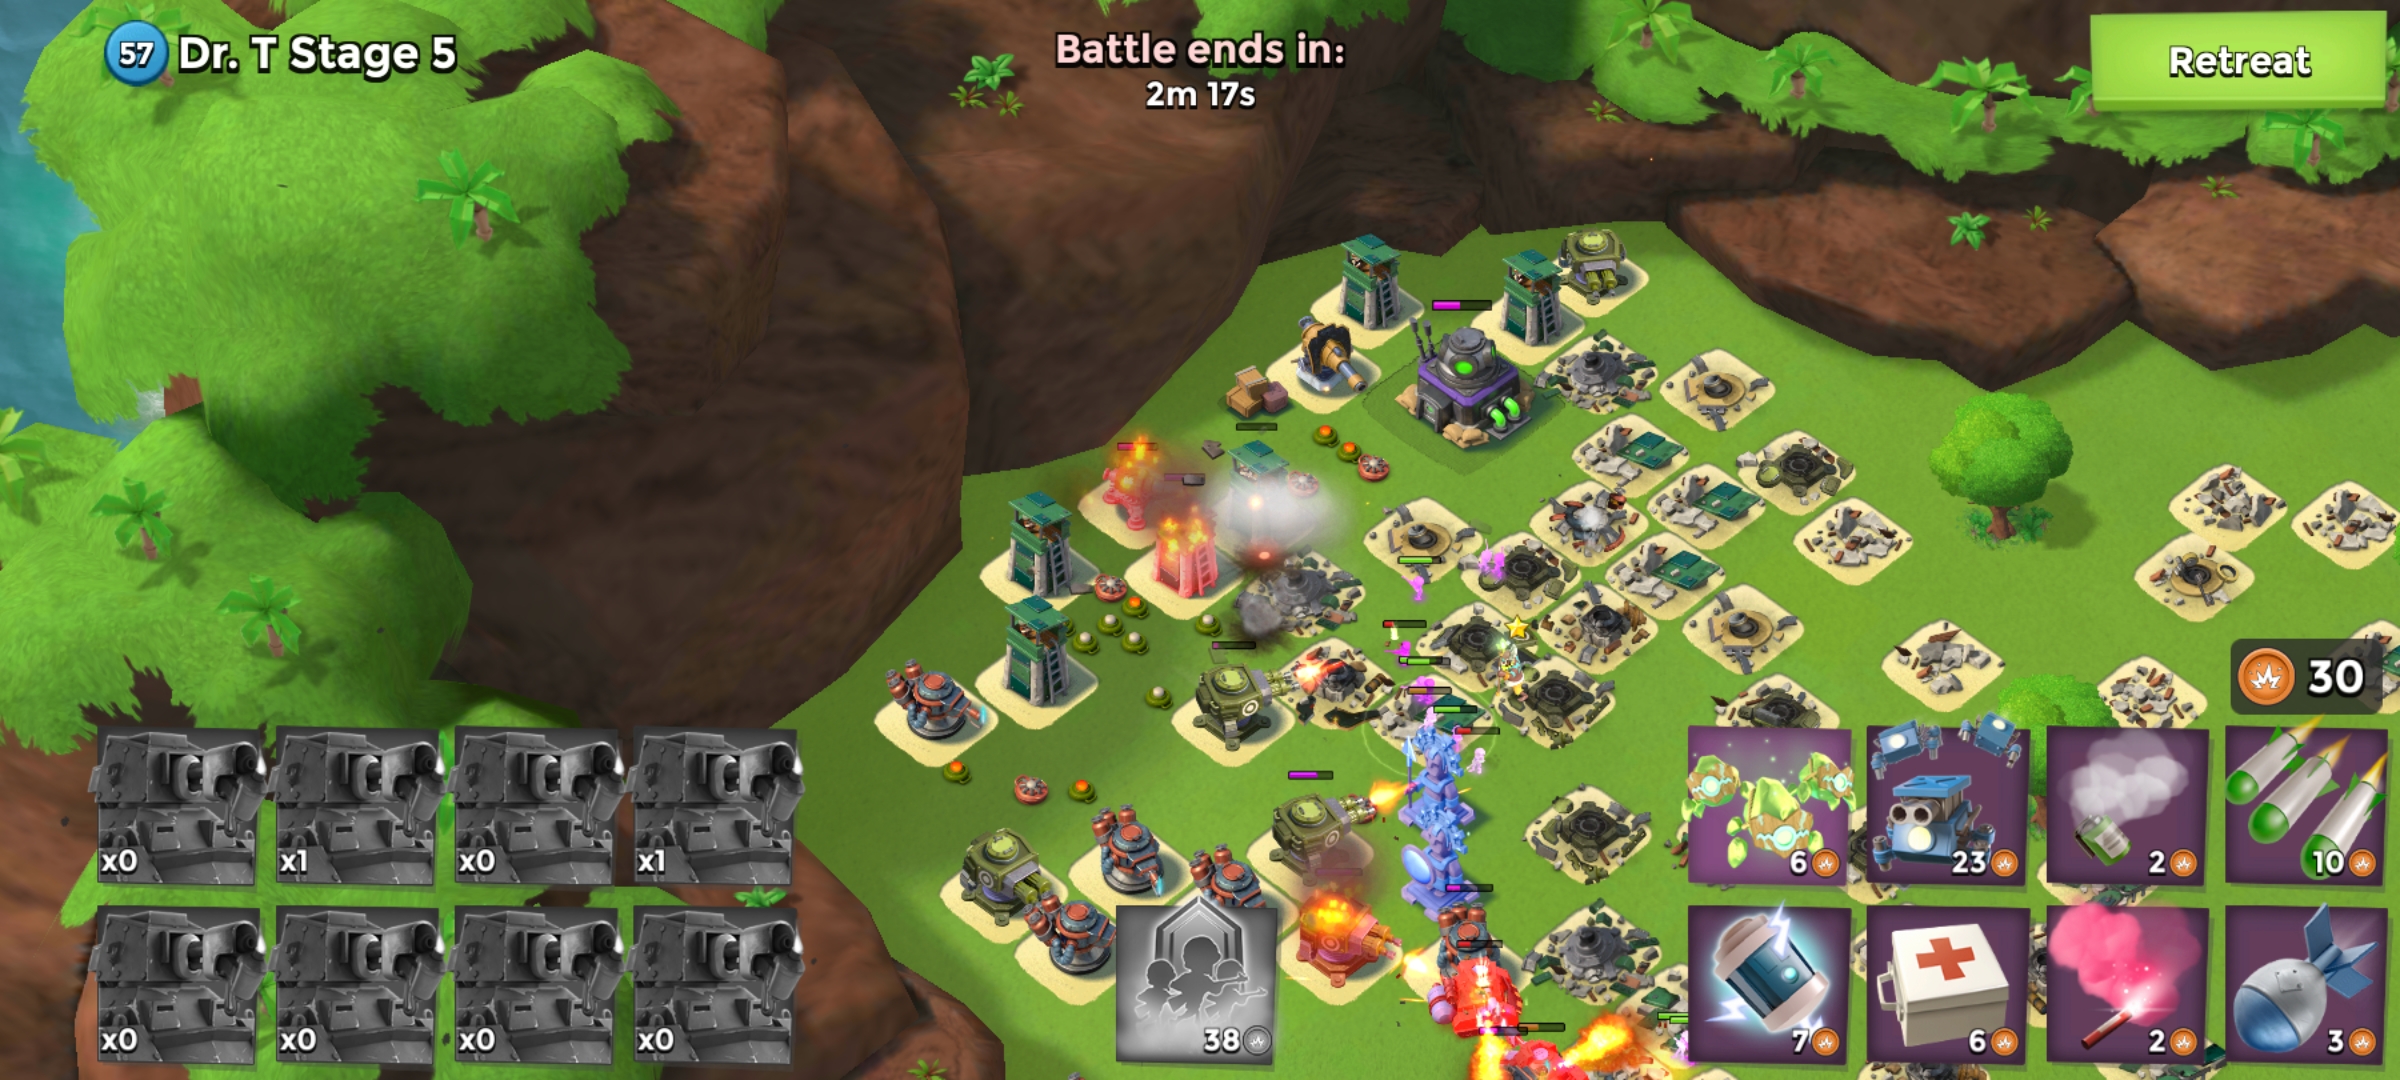 57 Dr. T Stage 5
Battle ends in:
2m 17s
Retreat
30
x0 x1 x0 x1
6 23 2 10
x0 x0 x0 x0
38
7 6 2 3